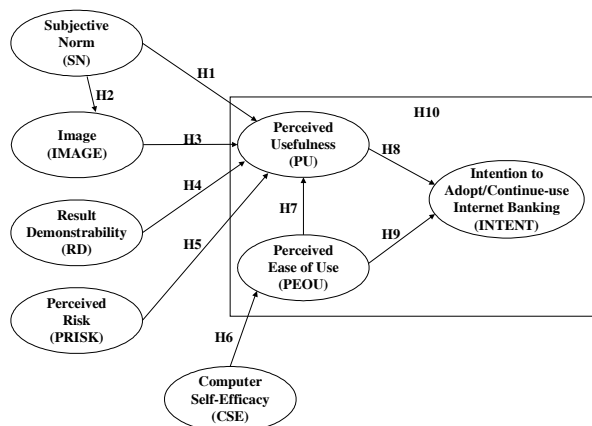 Subjective
Norm
(SN)
H1
H2
H10
Image
(IMAGE)
H3
Perceived
Usefulness
(PU)
H8
Intention to
Adopt/Continue-use
Internet Banking
(INTENT)
H4
Result
Demonstrability
(RD)
H7
H9
H5
Perceived
Ease of Use
(PEOU)
Perceived
Risk
(PRISK)
H6
Computer
Self-Efficacy
(CSE)